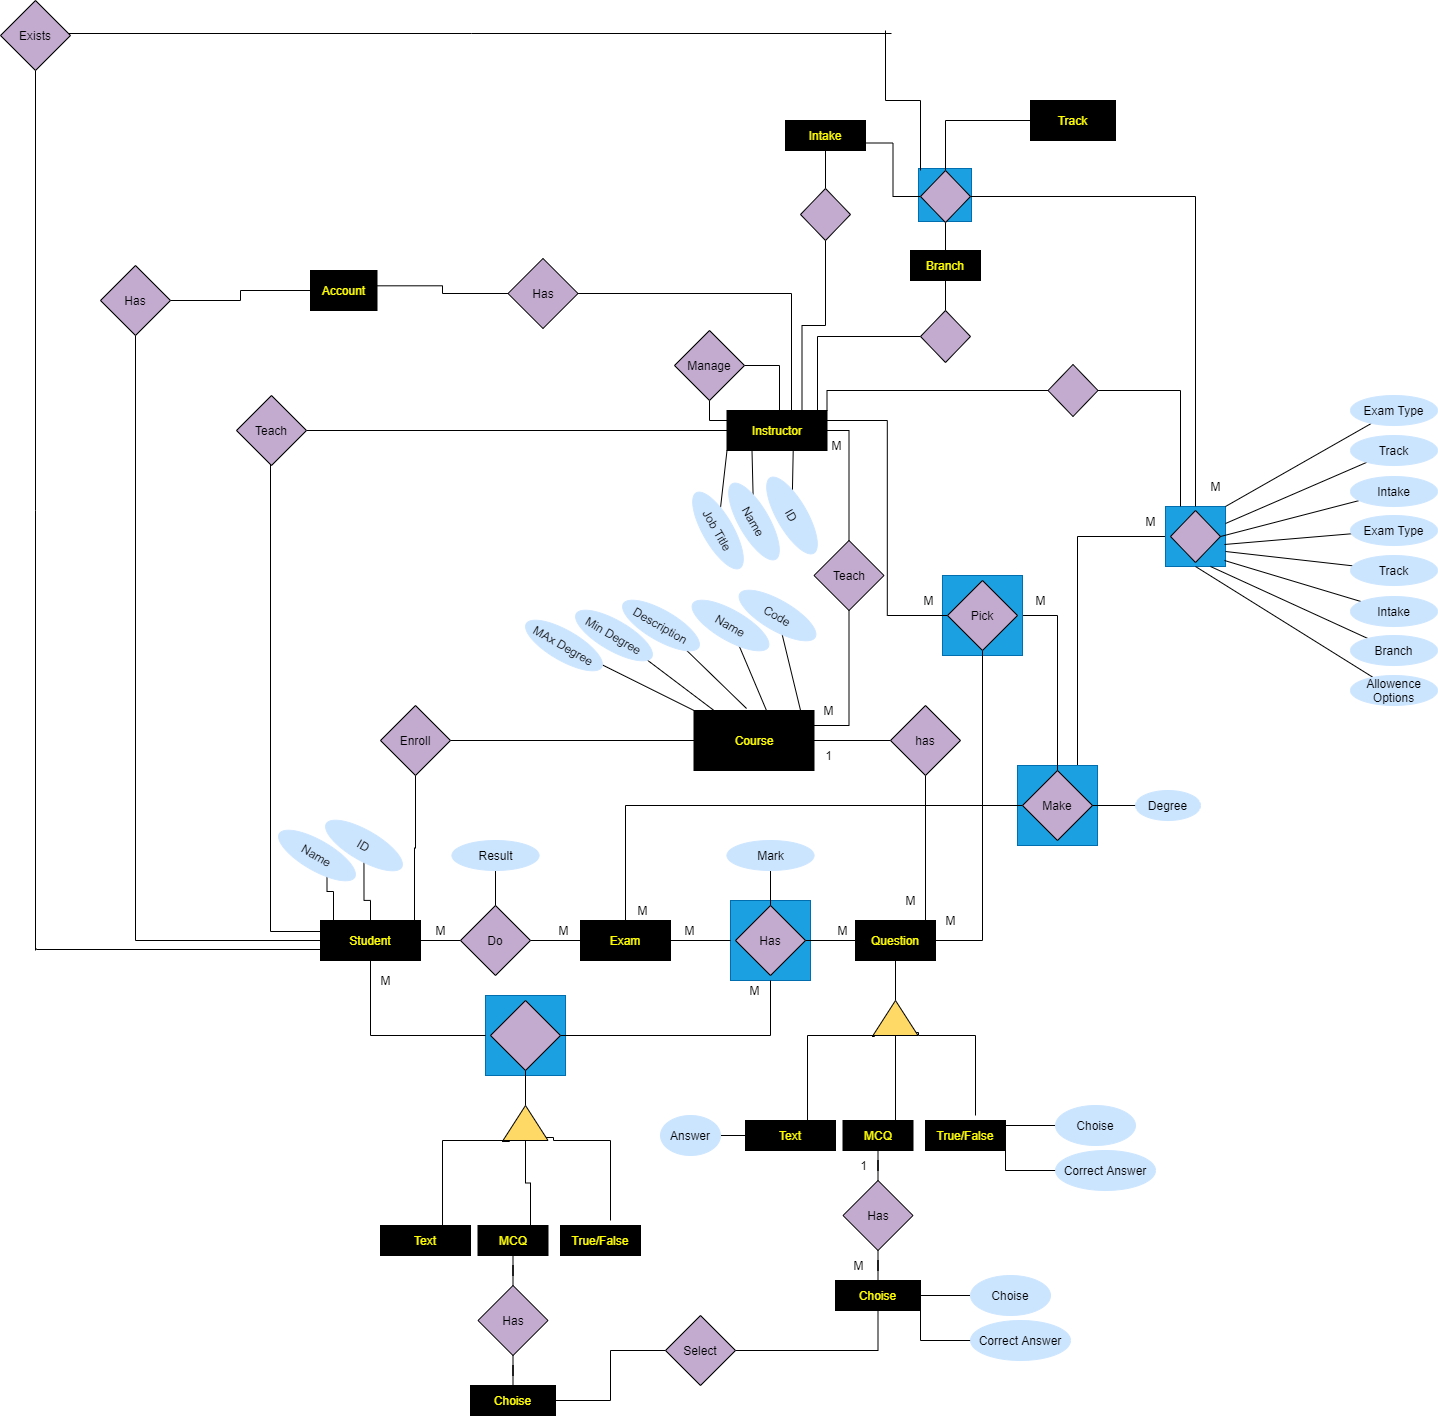 Exists
Track
Intake
Branch
Has
Account
Has
Manage
Teach
Instructor
M
Job Title
Name
ID
Exam Type
Track
Intake
Exam Type
Track
Intake
Branch
Allowence
Options
M
M
Teach
M
Pick
M
MAx Degree
Min Degree
Description
Name
Code
M
Enroll
Course
1
has
Make
Degree
Name
ID
Result
Mark
M
M
M
Student
M
Do
M
Exam
M
Has
M
Question
M
M
Answer
Text
MCQ
True/False
Choise
Correct Answer
1
Has
M
Text
MCQ
True/False
Choise
Choise
Correct Answer
Has
Select
Choise